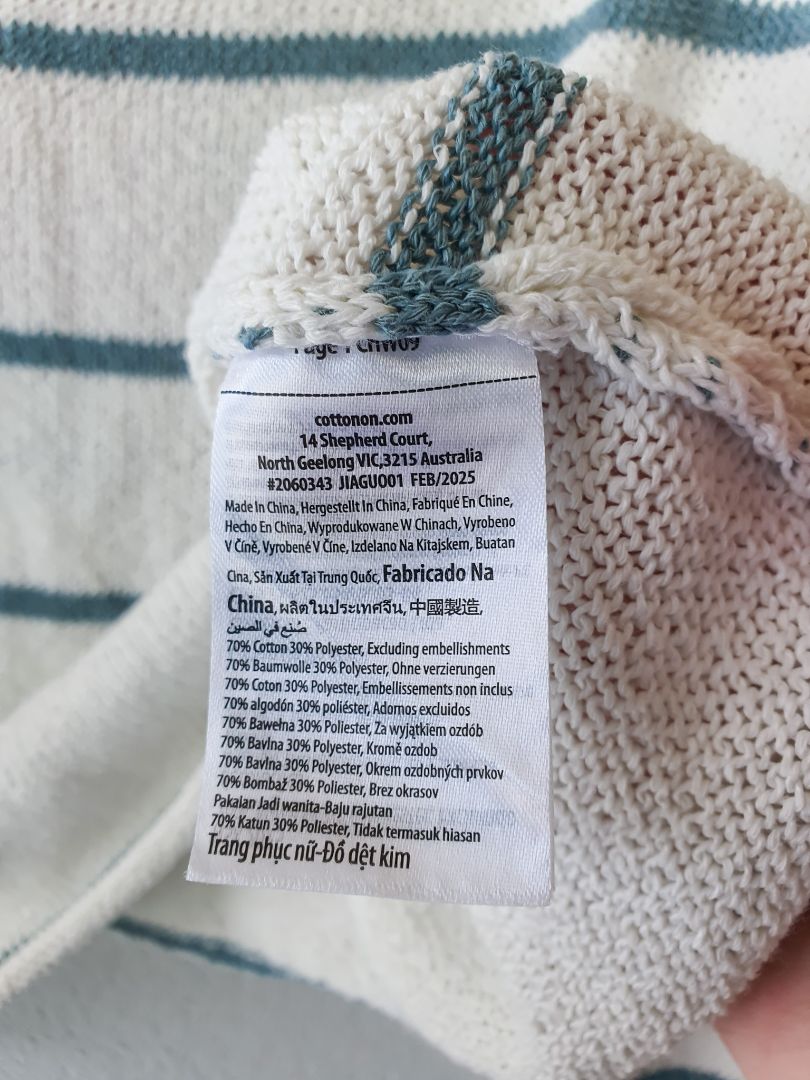 Page 1 CHW09
cottonon.com
14 Shepherd Court,
North Geelong VIC,3215 Australia
#2060343 JIAGUO01 FEB/2025
Made In China, Hergestellt In China, Fabriqué En Chine,
Hecho En China, Wyprodukowane W Chinach, Vyrobeno
V Číně, Vyrobené V Číne, Izdelano Na Kitajskem, Buatan
Cina, Sản Xuất Tại Trung Quốc, Fabricado Na
China, ผลิตในประเทศจีน, 中國製造,
صُنع في الصين
70% Cotton 30% Polyester, Excluding embellishments
70% Baumwolle 30% Polyester, Ohne verzierungen
70% Coton 30% Polyester, Embellissements non inclus
70% algodón 30% poliéster, Adornos excluidos
70% Bawełna 30% Poliester, Za wyjątkiem ozdób
70% Bavlna 30% Polyester, Kromě ozdob
70% Bavlna 30% Polyester, Okrem ozdobných prvkov
70% Bombaž 30% Poliester, Brez okrasov
Pakaian Jadi wanita-Baju rajutan
70% Katun 30% Poliester, Tidak termasuk hiasan
Trang phục nữ-Đồ dệt kim